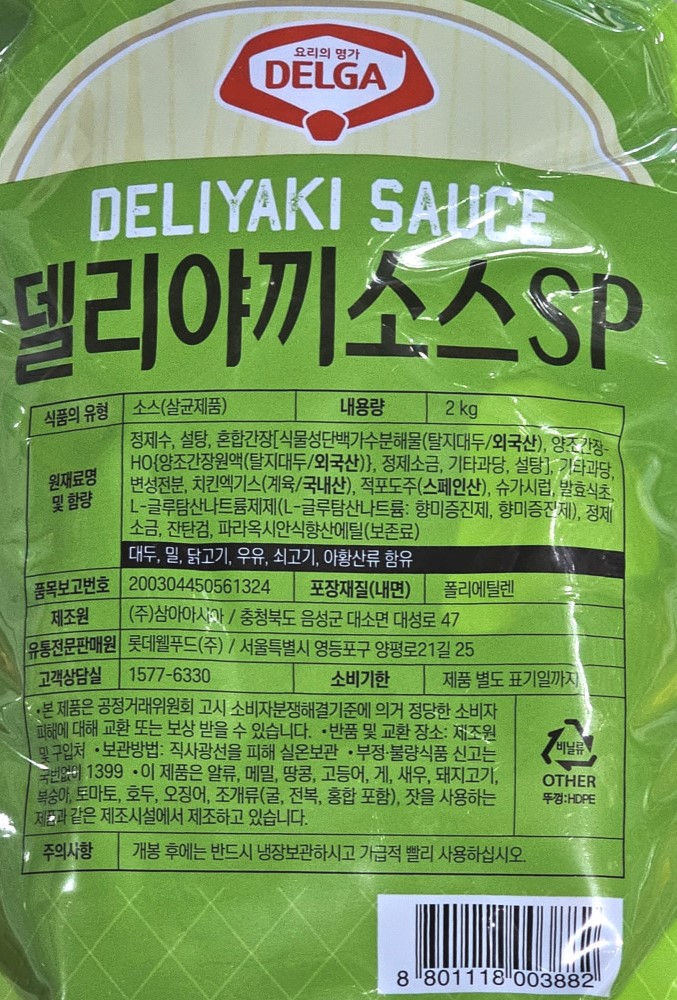 요리의 명가
DELGA
DELIYAKI SAUCE
델리야끼소스SP
식품의 유형 소스(살균제품) 내용량 2 kg
원재료명 및 함량
정제수, 설탕, 혼합간장[식물성단백가수분해물(탈지대두/외국산), 양조간장-
HO{양조간장원액(탈지대두/외국산)}, 정제소금, 기타과당, 설탕], 기타과당,
변성전분, 치킨엑기스(계육/국내산), 적포도주(스페인산), 슈가시럽, 발효식초,
L-글루탐산나트륨제제(L-글루탐산나트륨: 향미증진제, 향미증진제), 정제
소금, 잔탄검, 파라옥시안식향산에틸(보존료)
대두, 밀, 닭고기, 우유, 쇠고기, 아황산류 함유
품목보고번호 200304450561324 포장재질(내면) 폴리에틸렌
제조원 (주)삼아아시아 / 충청북도 음성군 대소면 대성로 47
유통전문판매원 롯데웰푸드(주) / 서울특별시 영등포구 양평로21길 25
고객상담실 1577-6330 소비기한 제품 별도 표기일까지
•본 제품은 공정거래위원회 고시 소비자분쟁해결기준에 의거 정당한 소비자
피해에 대해 교환 또는 보상 받을 수 있습니다. •반품 및 교환 장소: 제조원
및 구입처 •보관방법: 직사광선을 피해 실온보관 •부정·불량식품 신고는
국번없이 1399 •이 제품은 알류, 메밀, 땅콩, 고등어, 게, 새우, 돼지고기,
복숭아, 토마토, 호두, 오징어, 조개류(굴, 전복, 홍합 포함), 잣을 사용하는
제품과 같은 제조시설에서 제조하고 있습니다.
비닐류
OTHER
뚜껑:HDPE
주의사항 개봉 후에는 반드시 냉장보관하시고 가급적 빨리 사용하십시오.
8 801118 003882